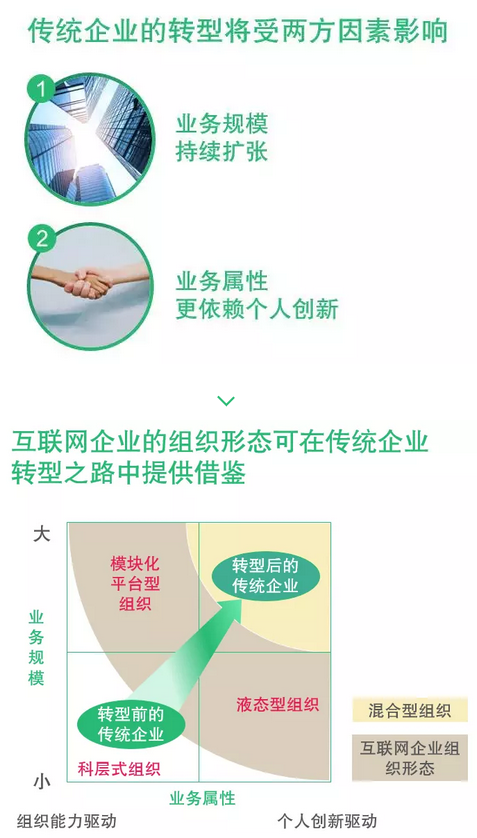 传统企业的转型将受两方因素影响
1
业务规模
持续扩张
2
业务属性
更依赖个人创新
互联网企业的组织形态可在传统企业
转型之路中提供借鉴
大
模块化
平台型
组织
转型后的
传统企业
业务规模
液态型组织
转型前的
传统企业
混合型组织
互联网企业组
织形态
科层式组织
小
业务属性
组织能力驱动
个人创新驱动